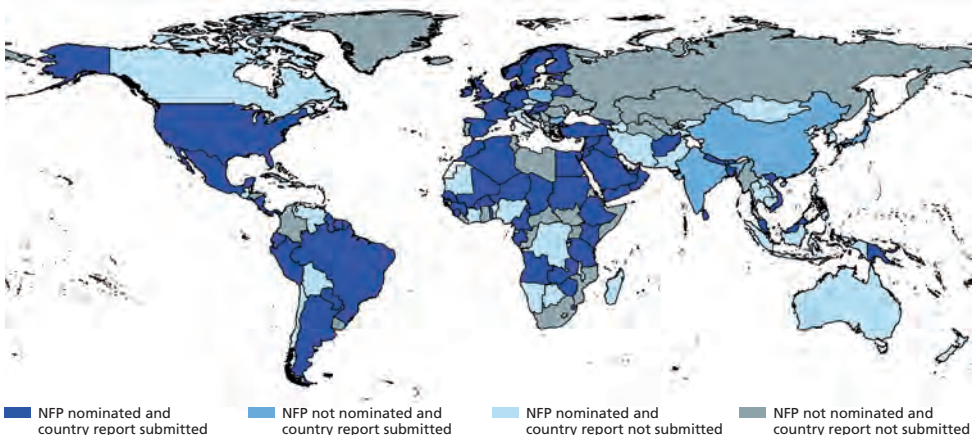 NFP nominated and
country report submitted
NFP not nominated and
country report submitted
NFP nominated and
country report not submitted
NFP not nominated and
country report not submitted